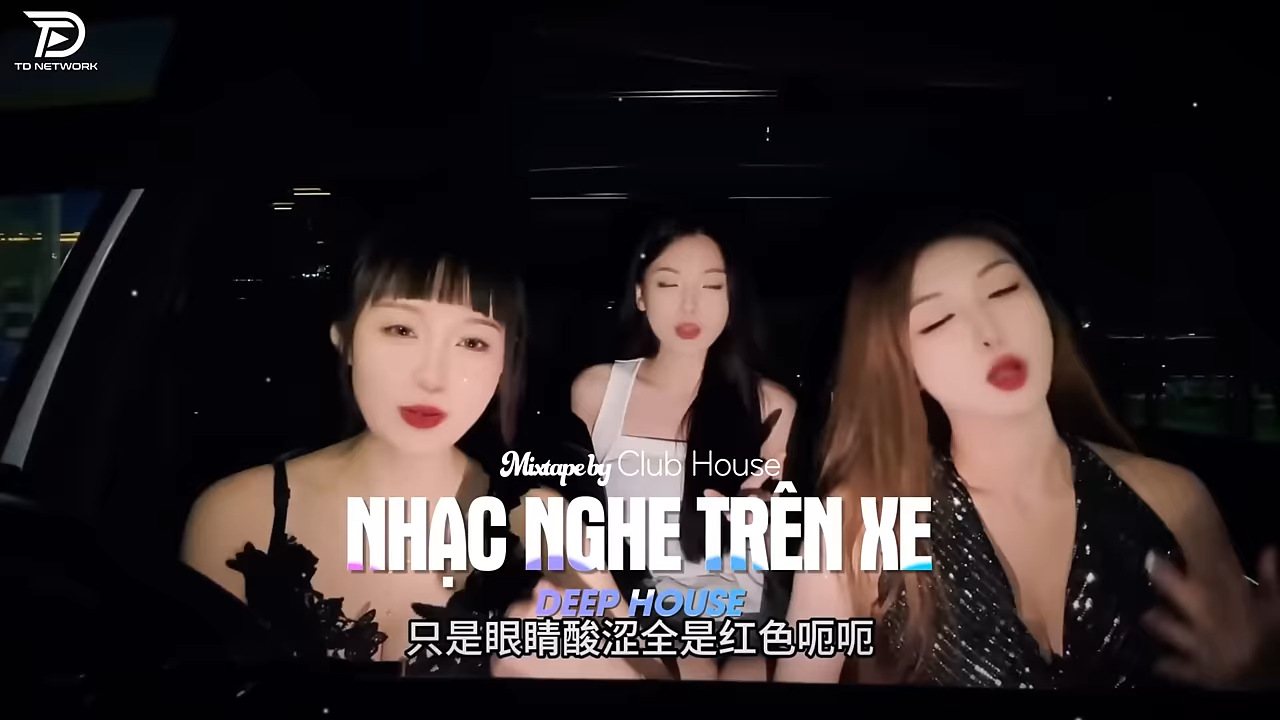 TD NETWORK
Mixtape by Club House
NHẠC NGHE TRÊN XE
DEEP HOUSE
只是眼睛酸涩全是红色呃呃